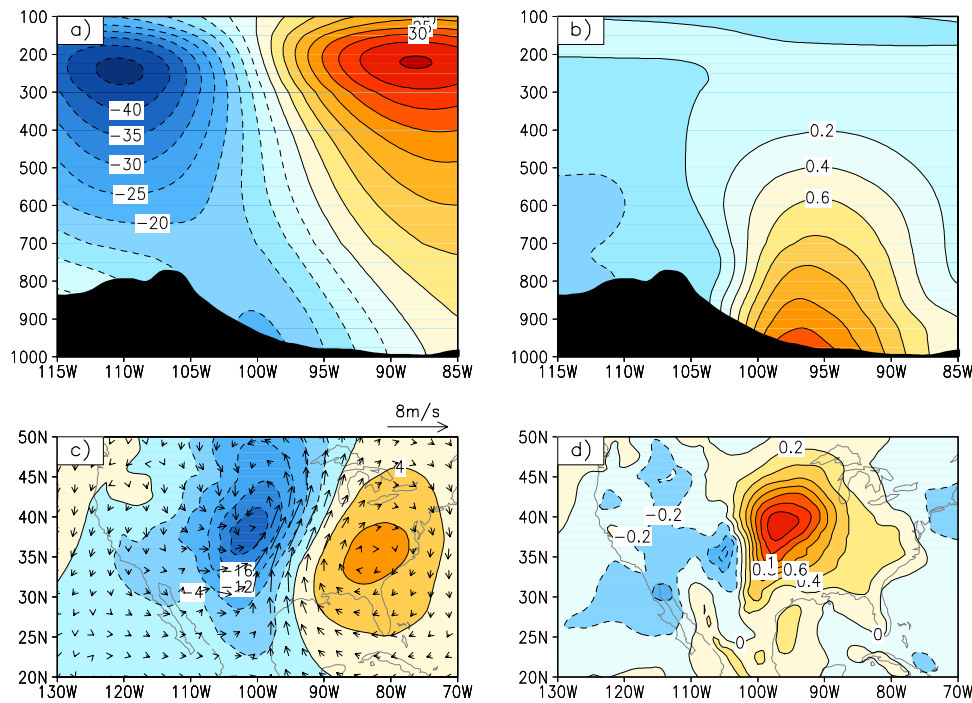 a)
100
200
300
400
500
600
700
800
900
1000
30
−40
−35
−30
−25
−20
115W 110W 105W 100W 95W 90W 85W
b)
100
200
300
400
500
600
700
800
900
1000
0.2
0.4
0.6
115W 110W 105W 100W 95W 90W 85W
8m/s
c)
50N
45N
40N
35N
30N
25N
20N
4
−16
−12
−4
130W 120W 110W 100W 90W 80W 70W
d)
50N
45N
40N
35N
30N
25N
20N
0.2
−0.2
−0.2
0.6
0.4
0
0
130W 120W 110W 100W 90W 80W 70W